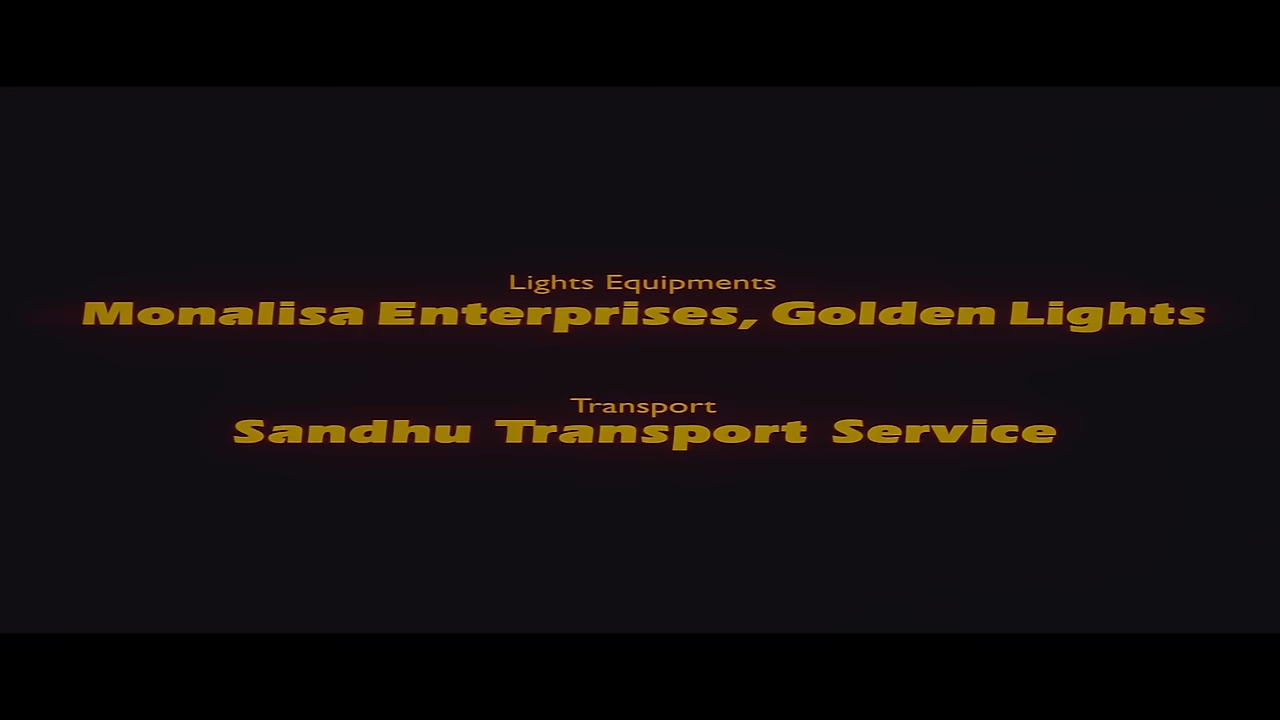 Lights Equipments
Monalisa Enterprises, Golden Lights
Transport
Sandhu Transport Service